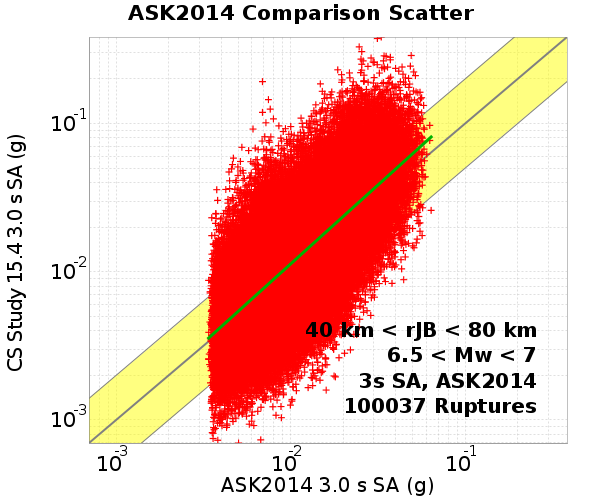 ASK2014 Comparison Scatter
CS Study 15.4 3.0 s SA (g)
10-1
10-2
10-3
40 km < rJB < 80 km
6.5 < Mw < 7
3s SA, ASK2014
100037 Ruptures
10-3 10-2 10-1
ASK2014 3.0 s SA (g)